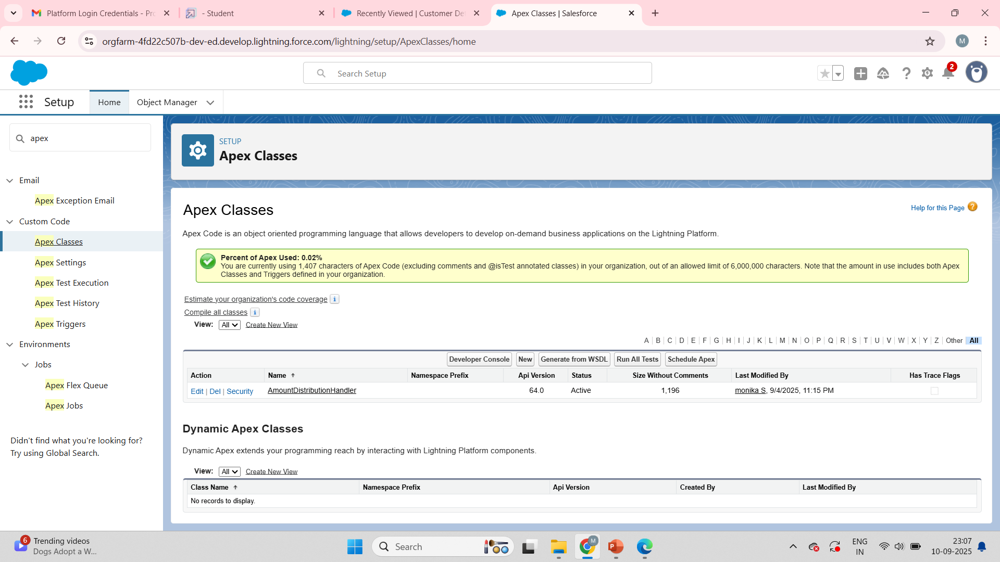 Platform Login Credentials - Pro
- Student
Recently Viewed | Customer De
Apex Classes | Salesforce
orgfarm-4fd22c507b-dev-ed.develop.lightning.force.com/lightning/setup/ApexClasses/home
M
Search Setup
2
Setup
Home
Object Manager
apex
Email
Apex Exception Email
Custom Code
Apex Classes
Apex Settings
Apex Test Execution
Apex Test History
Apex Triggers
Environments
Jobs
Apex Flex Queue
Apex Jobs
Didn't find what you're looking for?
Try using Global Search.
SETUP
Apex Classes
Apex Classes
Help for this Page ?
Apex Code is an object oriented programming language that allows developers to develop on-demand business applications on the Lightning Platform.
Percent of Apex Used: 0.02%
You are currently using 1,407 characters of Apex Code (excluding comments and @isTest annotated classes) in your organization, out of an allowed limit of 6,000,000 characters. Note that the amount in use includes both Apex
Classes and Triggers defined in your organization.
Estimate your organization's code coverage i
Compile all classes i
View: All Create New View
A | B | C | D | E | F | G | H | I | J | K | L | M | N | O | P | Q | R | S | T | U | V | W | X | Y | Z | Other | All
Developer Console New Generate from WSDL Run All Tests Schedule Apex
Action Name ↑ Namespace Prefix Api Version Status Size Without Comments Last Modified By Has Trace Flags
Edit | Del | Security AmountDistributionHandler 64.0 Active 1,196 monika S, 9/4/2025, 11:15 PM
Dynamic Apex Classes
Dynamic Apex extends your programming reach by interacting with Lightning Platform components.
View: All Create New View
Class Name ↑ Namespace Prefix Api Version Created By Last Modified By
No records to display.
6
Trending videos
Dogs Adopt a W...
Search
M
P
ENG
IN
23:07
10-09-2025